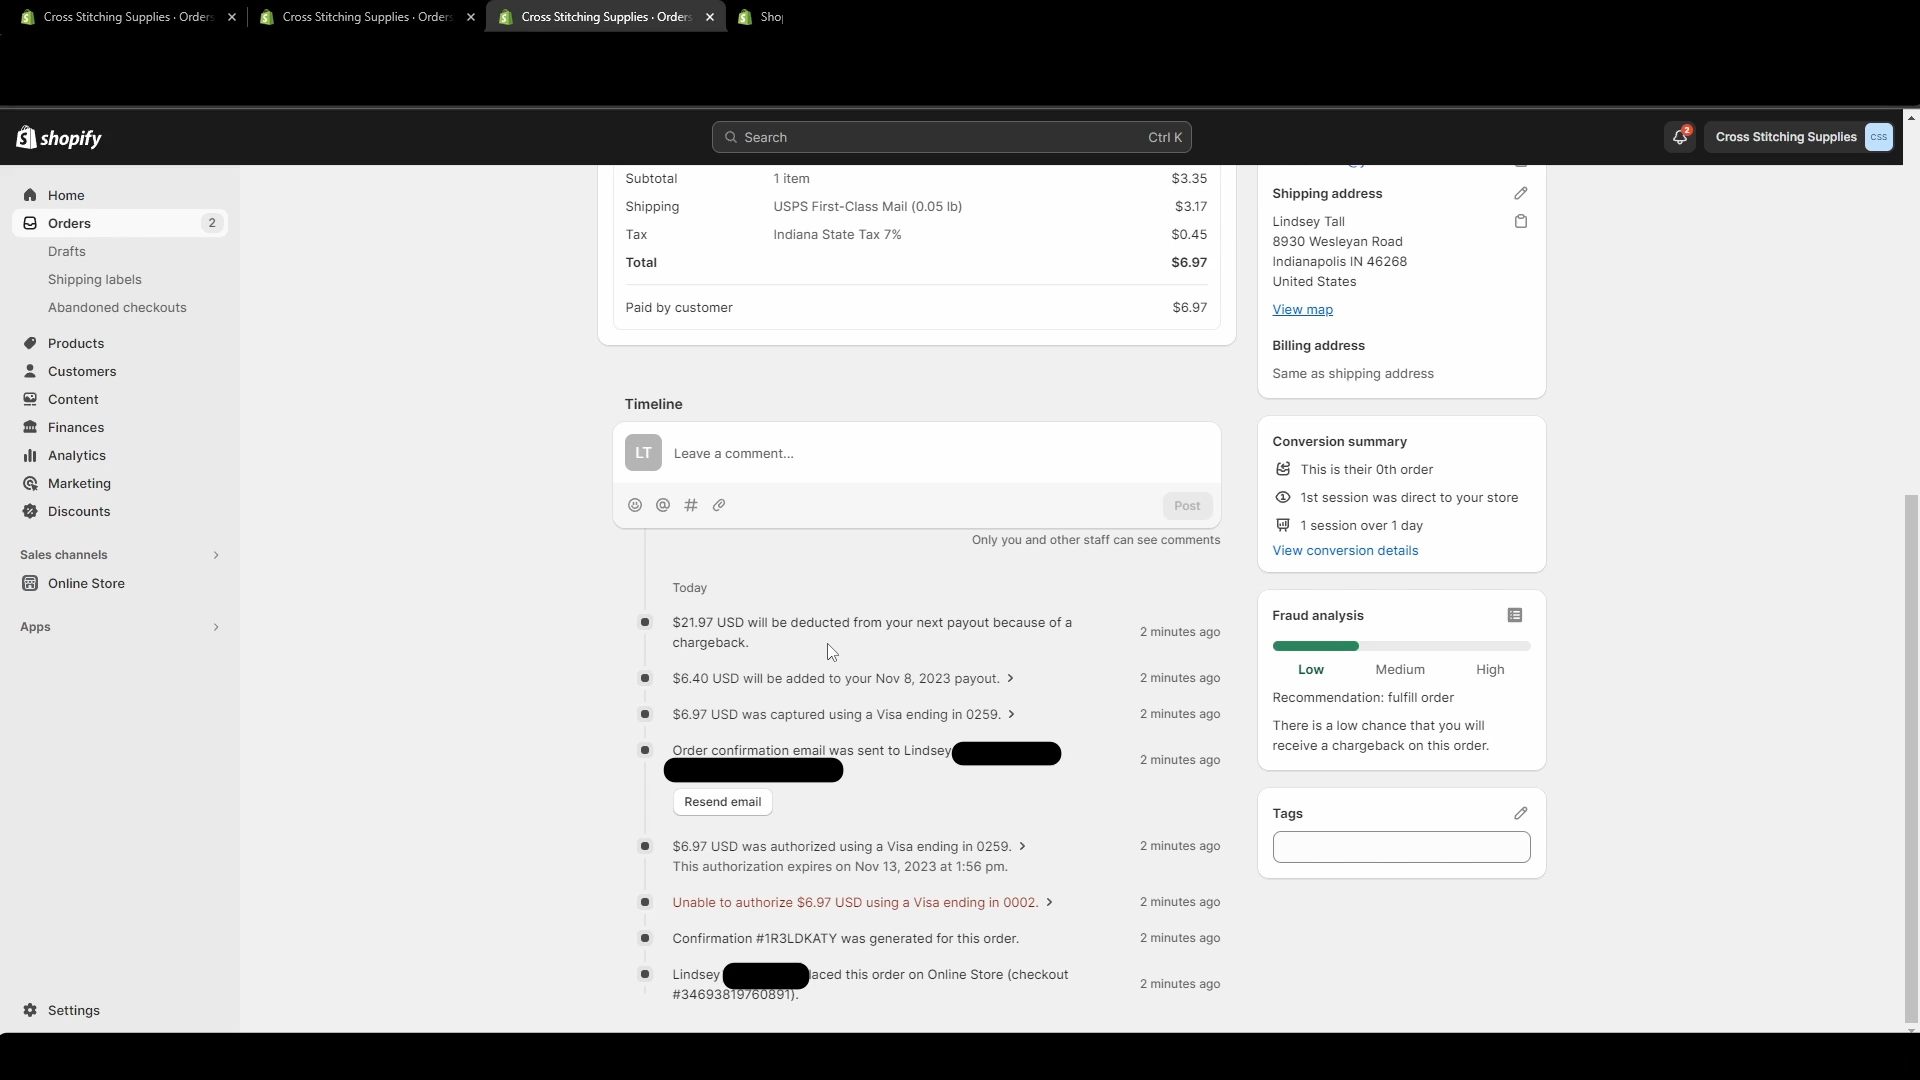 Cross Stitching Supplies · Orders
Cross Stitching Supplies · Orders
Cross Stitching Supplies · Orders
Shop
shopify
Search
Ctrl K
2
Cross Stitching Supplies
CSS
Home
Orders
2
Drafts
Shipping labels
Abandoned checkouts
Products
Customers
Content
Finances
Analytics
Marketing
Discounts
Sales channels
Online Store
Apps
Settings
Subtotal 1 item $3.35
Shipping USPS First-Class Mail (0.05 lb) $3.17
Tax Indiana State Tax 7% $0.45
Total $6.97
Paid by customer $6.97
Timeline
LT
Leave a comment...
Post
Only you and other staff can see comments
Today
$21.97 USD will be deducted from your next payout because of a
chargeback.
2 minutes ago
$6.40 USD will be added to your Nov 8, 2023 payout.
2 minutes ago
$6.97 USD was captured using a Visa ending in 0259.
2 minutes ago
Order confirmation email was sent to Lindsey
2 minutes ago
Resend email
$6.97 USD was authorized using a Visa ending in 0259.
2 minutes ago
This authorization expires on Nov 13, 2023 at 1:56 pm.
Unable to authorize $6.97 USD using a Visa ending in 0002.
2 minutes ago
Confirmation #1R3LDKATY was generated for this order.
2 minutes ago
Lindsey laced this order on Online Store (checkout
#34693819760891).
2 minutes ago
Shipping address
Lindsey Tall
8930 Wesleyan Road
Indianapolis IN 46268
United States
View map
Billing address
Same as shipping address
Conversion summary
This is their 0th order
1st session was direct to your store
1 session over 1 day
View conversion details
Fraud analysis
Low Medium High
Recommendation: fulfill order
There is a low chance that you will
receive a chargeback on this order.
Tags